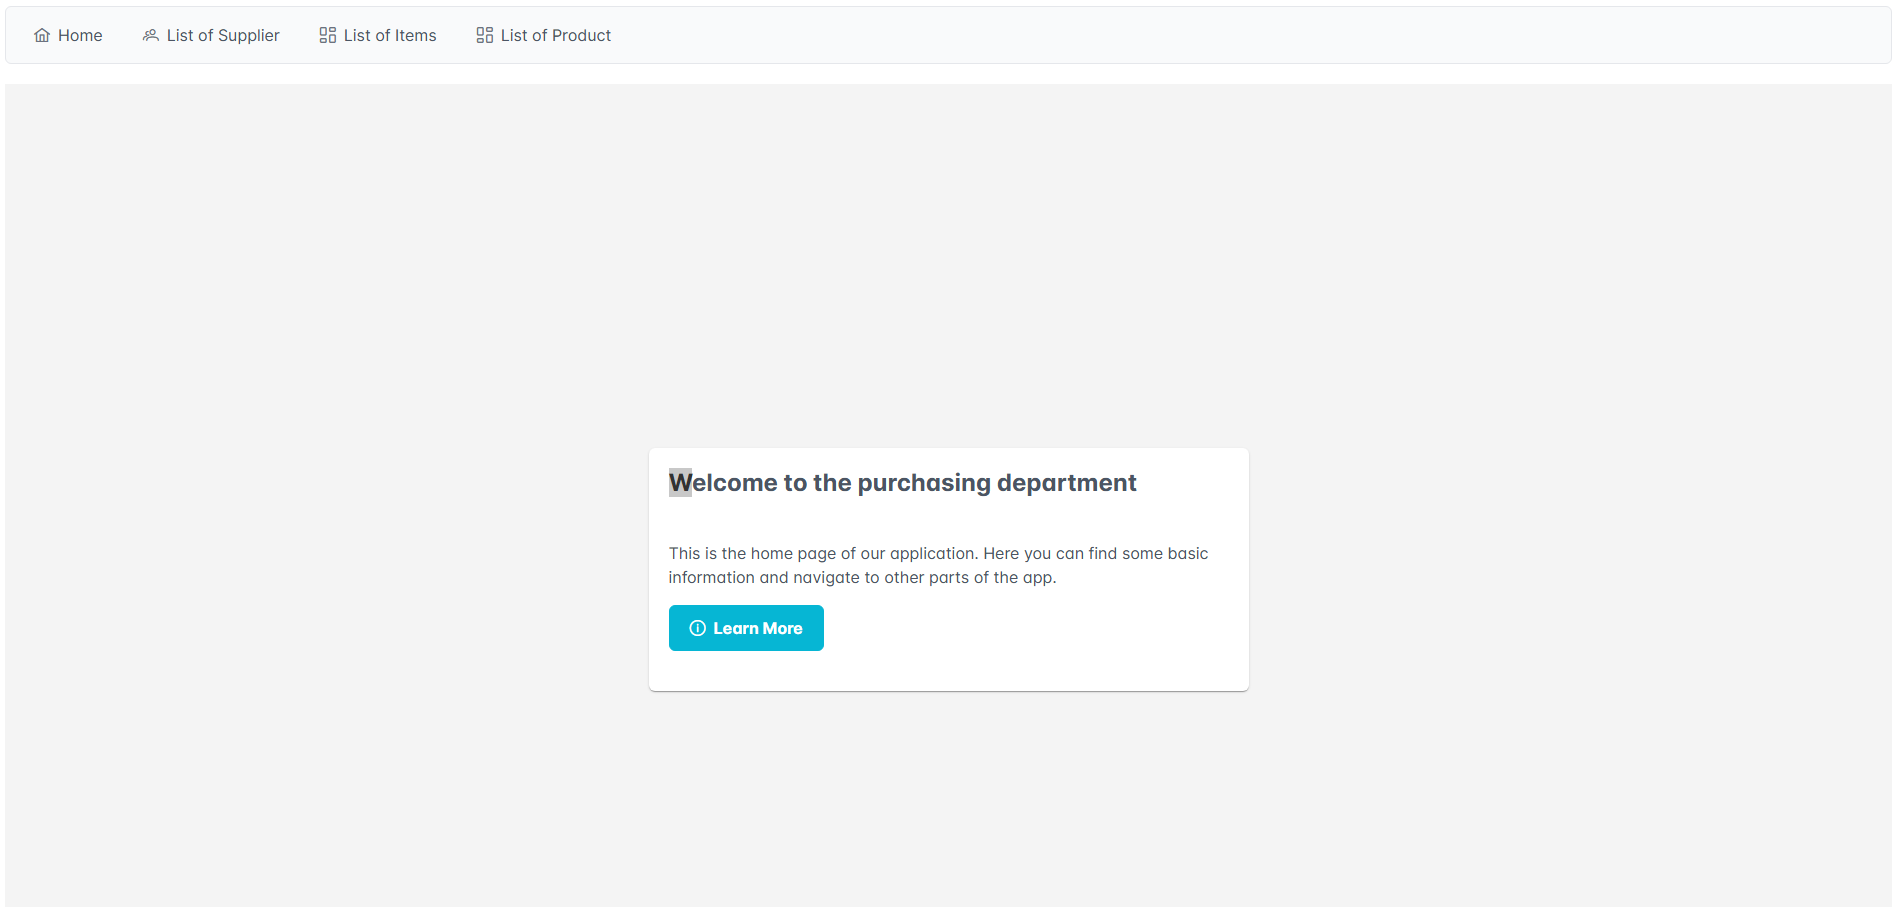 Home
List of Supplier
List of Items
List of Product
Welcome to the purchasing department
This is the home page of our application. Here you can find some basic
information and navigate to other parts of the app.
Learn More